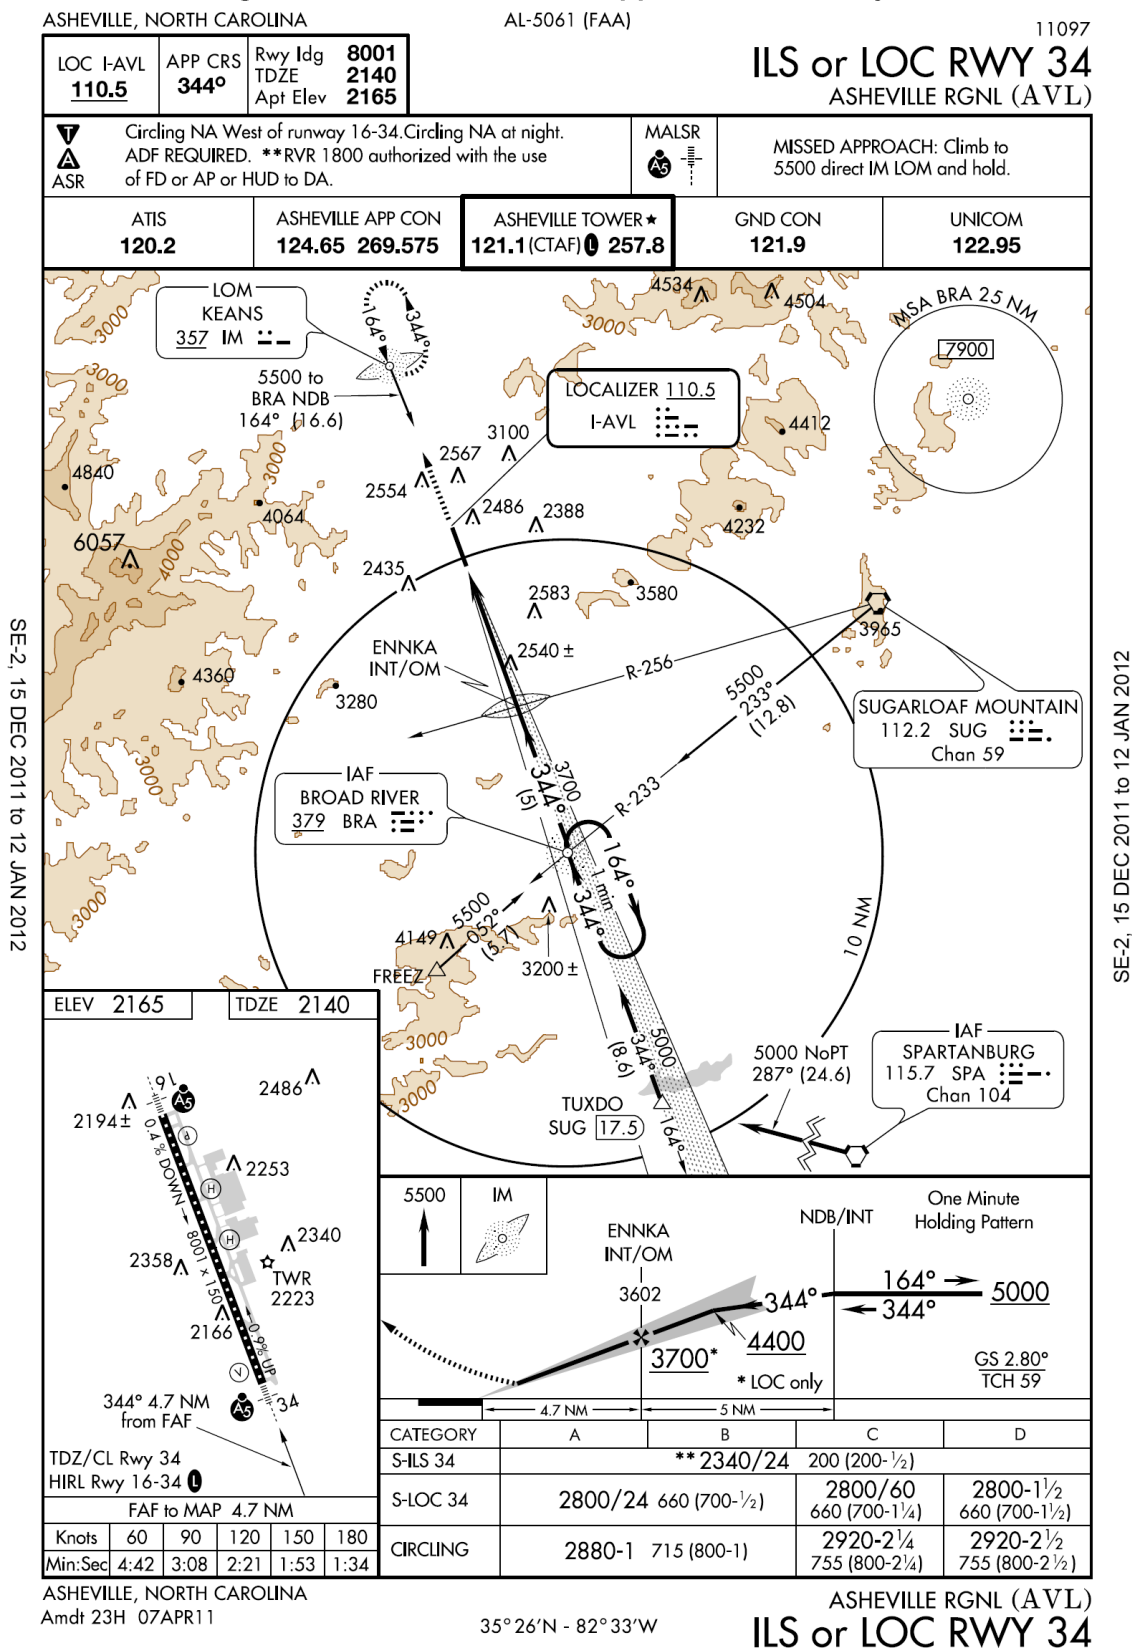 ASHEVILLE, NORTH CAROLINA
AL-5061 (FAA)
11097
LOC I-AVL
110.5
APP CRS
344°
Rwy ldg 8001
TDZE 2140
Apt Elev 2165
ILS or LOC RWY 34
ASHEVILLE RGNL (AVL)
T
A
ASR
Circling NA West of runway 16-34.Circling NA at night.
ADF REQUIRED. **RVR 1800 authorized with the use
of FD or AP or HUD to DA.
MALSR
A5
MISSED APPROACH: Climb to
5500 direct IM LOM and hold.
ATIS
120.2
ASHEVILLE APP CON
124.65 269.575
ASHEVILLE TOWER★
121.1(CTAF) L 257.8
GND CON
121.9
UNICOM
122.95
LOM
KEANS
357 IM
3000
3000
3000
164°
344°
5500 to
BRA NDB
164° (16.6)
4534
4504
3000
MSA BRA 25 NM
7900
LOCALIZER 110.5
I-AVL
3100
2567
2554
2486
2388
4412
4232
4840
4064
6057
4000
2435
2583
3580
3965
ENNKA
INT/OM
2540 ±
R-256
4360
3280
5500
233°
(12.8)
SUGARLOAF MOUNTAIN
112.2 SUG
Chan 59
3000
IAF
BROAD RIVER
379 BRA
3700
344°
(5)
R-233
164°
1 min
344°
3000
5500
052°
(5.7)
4149
FREEZ
3200 ±
10 NM
3000
3000
5000
344°
(8.6)
TUXDO
SUG 17.5
164°
5000 NoPT
287° (24.6)
IAF
SPARTANBURG
115.7 SPA
Chan 104
ELEV 2165
TDZE 2140
16
A5
2194±
2486
P
0.4% DOWN
2253
H
8001 x 150
H
2340
2358
TWR
2223
2166
0.9% UP
V
344° 4.7 NM
from FAF
A5
34
TDZ/CL Rwy 34
HIRL Rwy 16-34 L
FAF to MAP 4.7 NM
Knots 60 90 120 150 180
Min:Sec 4:42 3:08 2:21 1:53 1:34
5500
IM
ENNKA
INT/OM
3602
NDB/INT
One Minute
Holding Pattern
164°
344°
344°
5000
4400
3700*
* LOC only
GS 2.80°
TCH 59
4.7 NM
5 NM
CATEGORY A B C D
S-ILS 34 **2340/24 200 (200-½)
S-LOC 34 2800/24 660 (700-½) 2800/60 660 (700-1¼) 2800-1½ 660 (700-1½)
CIRCLING 2880-1 715 (800-1) 2920-2¼ 755 (800-2¼) 2920-2½ 755 (800-2½)
ASHEVILLE, NORTH CAROLINA
Amdt 23H 07APR11
35°26'N - 82°33'W
ASHEVILLE RGNL (AVL)
ILS or LOC RWY 34
SE-2, 15 DEC 2011 to 12 JAN 2012
SE-2, 15 DEC 2011 to 12 JAN 2012